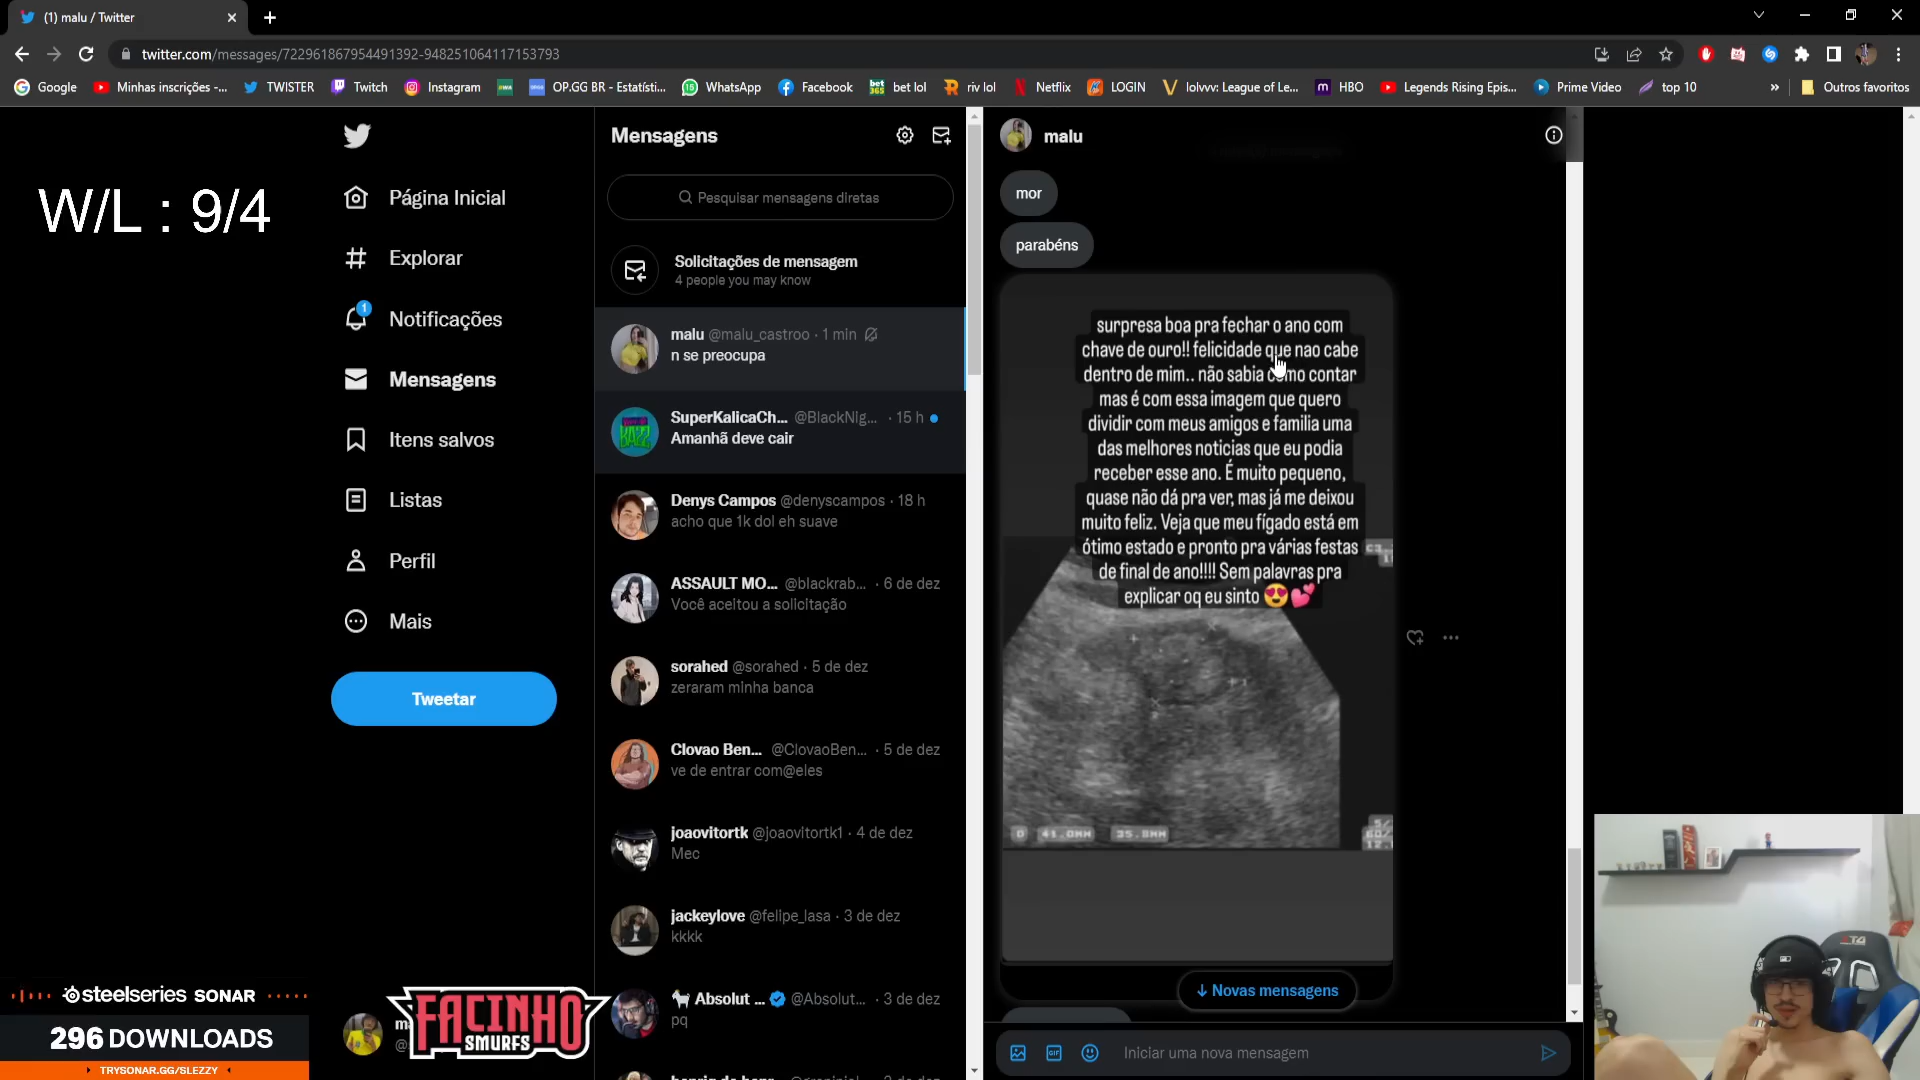 (1) malu / Twitter
twitter.com/messages/722961867954491392-948251064117153793
Google
Minhas inscrições -...
TWISTER
Twitch
Instagram
OP.GG BR - Estatísti...
WhatsApp
Facebook
bet lol
riv lol
Netflix
LOGIN
lolvvv: League of Le...
HBO
Legends Rising Epis...
Prime Video
top 10
Outros favoritos
W/L : 9/4
Página Inicial
Explorar
1
Notificações
Mensagens
Itens salvos
Listas
Perfil
Mais
Tweetar
Mensagens
Pesquisar mensagens diretas
Solicitações de mensagem
4 people you may know
malu @malu_castroo · 1 min
n se preocupa
SuperKalicaCh... @BlackNig... · 15 h
Amanhã deve cair
Denys Campos @denyscampos · 18 h
acho que 1k dol eh suave
ASSAULT MO... @blackrab... · 6 de dez
Você aceitou a solicitação
sorahed @sorahed · 5 de dez
zeraram minha banca
Clovao Ben... @ClovaoBen... · 5 de dez
ve de entrar com@eles
joaovitortk @joaovitortk1 · 4 de dez
Mec
jackeylove @felipe_lasa · 3 de dez
kkkk
Absolut ... @Absolut... · 3 de dez
pq
malu
mor
parabéns
surpresa boa pra fechar o ano com
chave de ouro!! felicidade que nao cabe
dentro de mim.. não sabia como contar
mas é com essa imagem que quero
dividir com meus amigos e familia uma
das melhores noticias que eu podia
receber esse ano. É muito pequeno,
quase não dá pra ver, mas já me deixou
muito feliz. Veja que meu fígado está em
ótimo estado e pronto pra várias festas
de final de ano!!!! Sem palavras pra
explicar oq eu sinto 😍💕
41.0MM 35.8MM
↓ Novas mensagens
Iniciar uma nova mensagem
steelseries SONAR
296 DOWNLOADS
TRYSONAR.GG/SLEZZY
FACINHO
SMURFS